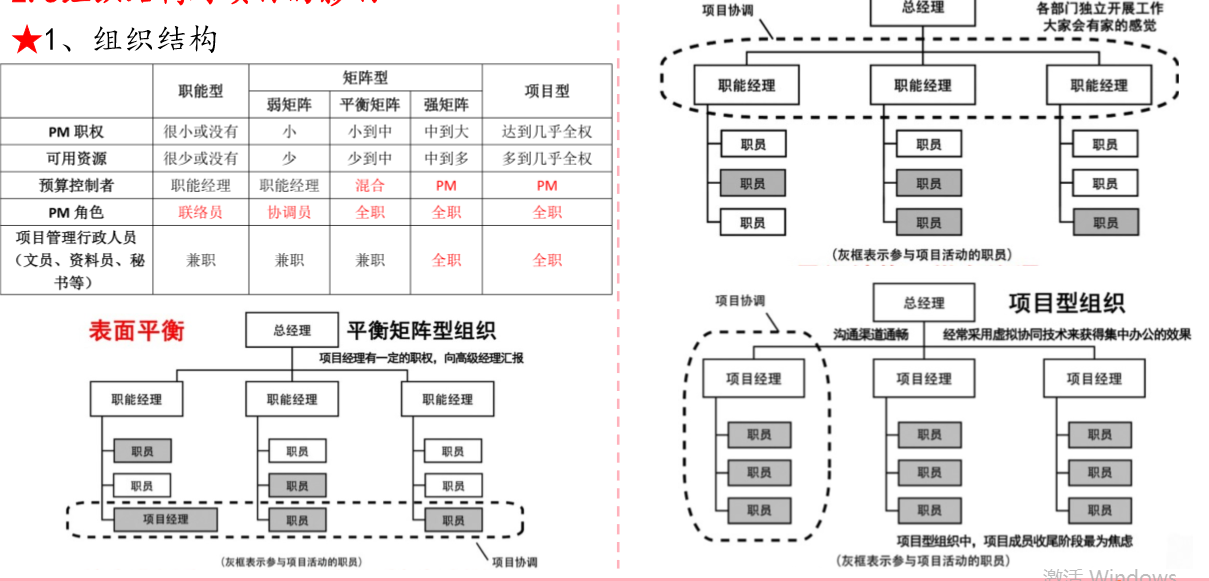 ★1、组织结构
职能型 矩阵型 项目型
弱矩阵 平衡矩阵 强矩阵
PM 职权 很小或没有 小 小到中 中到大 达到几乎全权
可用资源 很少或没有 少 少到中 中到多 多到几乎全权
预算控制者 职能经理 职能经理 混合 PM PM
PM 角色 联络员 协调员 全职 全职 全职
项目管理行政人员
（文员、资料员、秘
书等） 兼职 兼职 兼职 全职 全职
表面平衡 总经理 平衡矩阵型组织
项目经理有一定的职权，向高级经理汇报
职能经理 职能经理 职能经理
职员 职员 职员
职员 职员 职员
项目经理 职员 职员
（灰框表示参与项目活动的职员） 项目协调
项目协调 总经理 各部门独立开展工作
大家会有家的感觉
职能经理 职能经理 职能经理
职员 职员 职员
职员 职员 职员
职员 职员 职员
（灰框表示参与项目活动的职员）
项目协调 总经理 项目型组织
沟通渠道通畅 经常采用虚拟协同技术来获得集中办公的效果
项目经理 项目经理 项目经理
职员 职员 职员
职员 职员 职员
职员 职员 职员
项目型组织中，项目成员收尾阶段最为焦虑
（灰框表示参与项目活动的职员）
激活 Windows